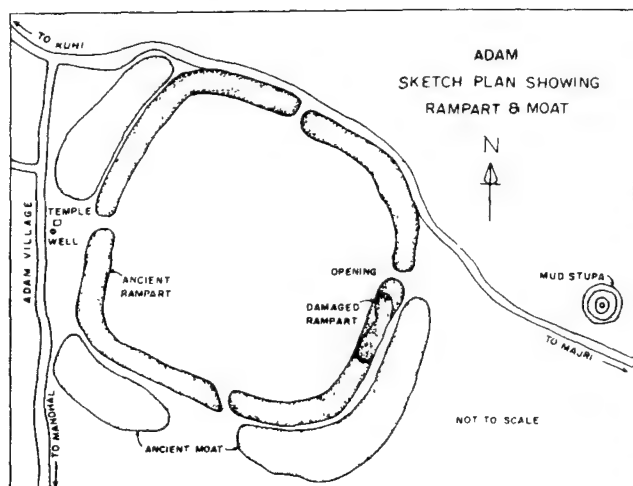 ADAM
SKETCH PLAN SHOWING
RAMPART & MOAT
TO KUHI
N
TEMPLE
WELL
ADAM VILLAGE
ANCIENT
RAMPART
OPENING
DAMAGED
RAMPART
MUD STUPA
TO MAJRI
TO MANDHAL
ANCIENT MOAT
NOT TO SCALE